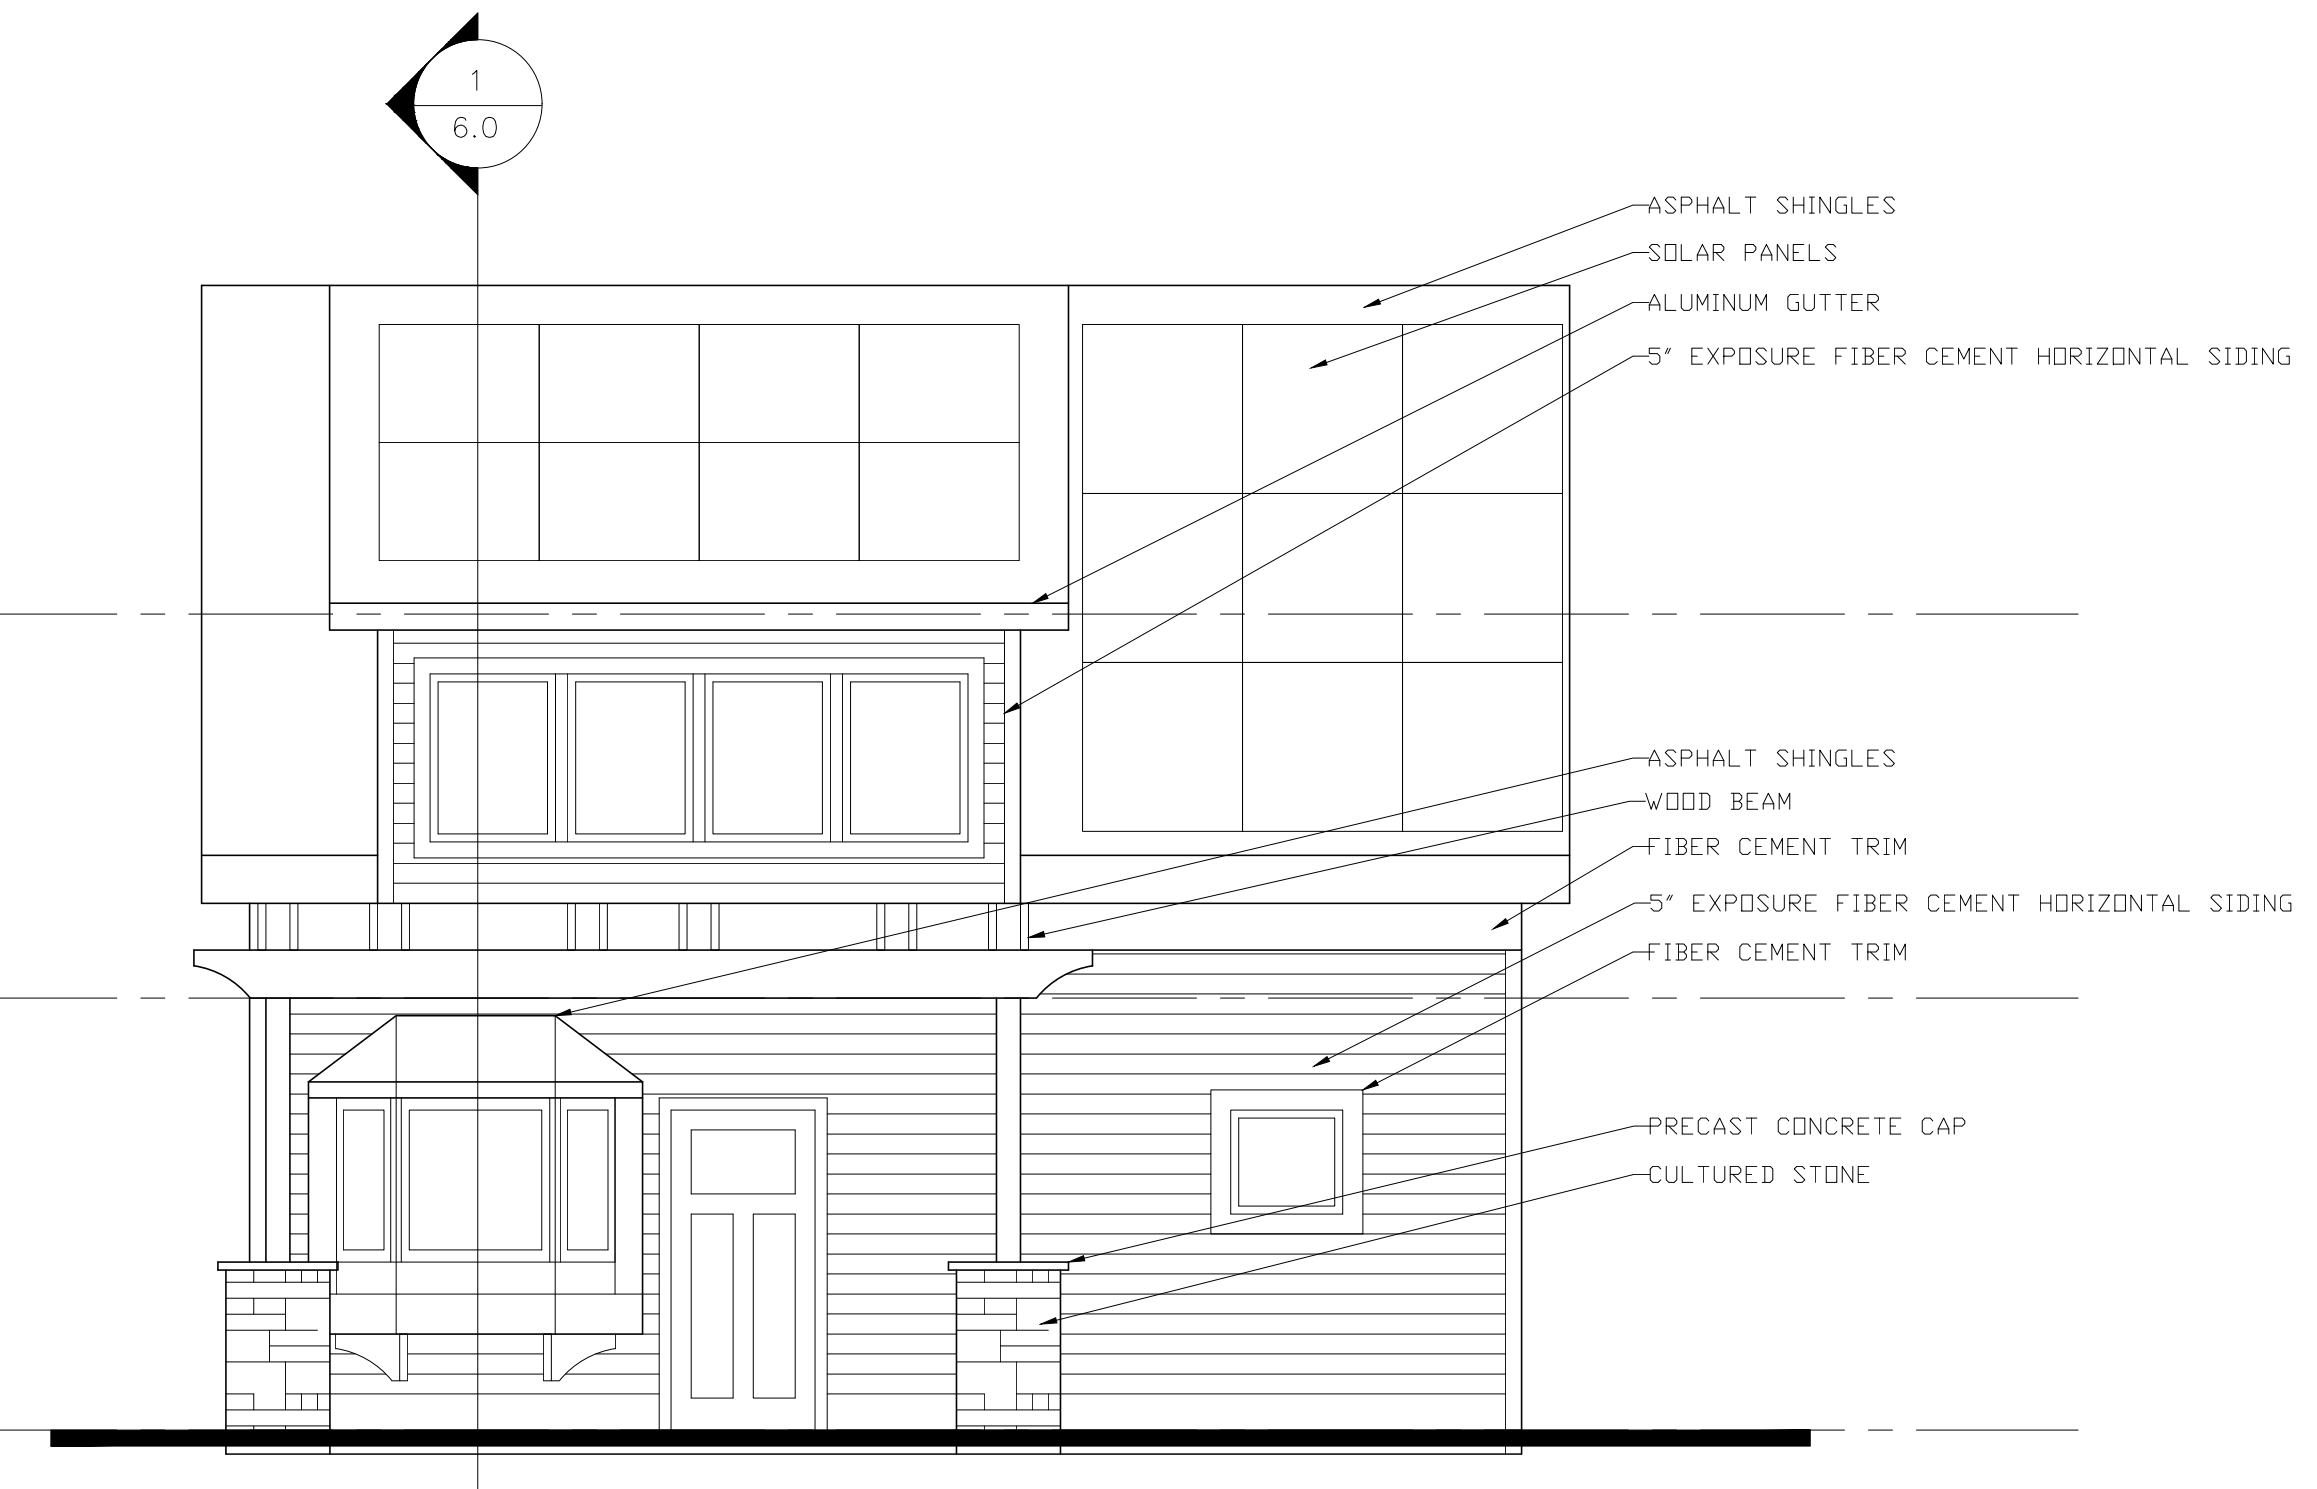 1
6.0
ASPHALT SHINGLES
SOLAR PANELS
ALUMINUM GUTTER
5" EXPOSURE FIBER CEMENT HORIZONTAL SIDING
ASPHALT SHINGLES
WOOD BEAM
FIBER CEMENT TRIM
5" EXPOSURE FIBER CEMENT HORIZONTAL SIDING
FIBER CEMENT TRIM
PRECAST CONCRETE CAP
CULTURED STONE